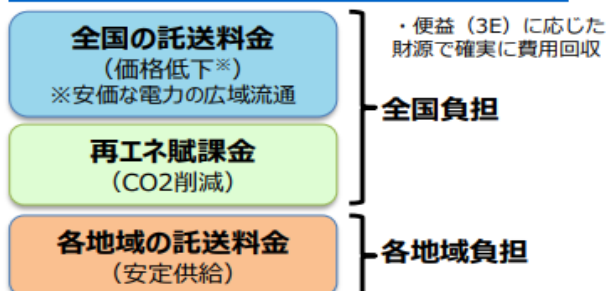 全国の託送料金
（価格低下※）
※安価な電力の広域流通
・便益（3E）に応じた
財源で確実に費用回収
全国負担
再エネ賦課金
（CO2削減）
各地域の託送料金
（安定供給）
各地域負担